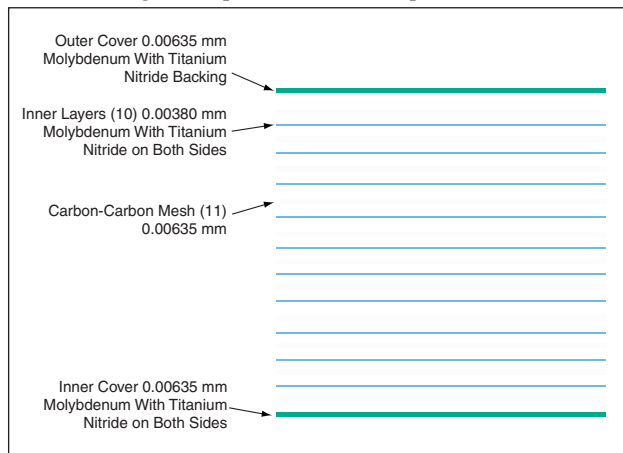 Outer Cover 0.00635 mm
Molybdenum With Titanium
Nitride Backing
Inner Layers (10) 0.00380 mm
Molybdenum With Titanium
Nitride on Both Sides
Carbon-Carbon Mesh (11)
0.00635 mm
Inner Cover 0.00635 mm
Molybdenum With Titanium
Nitride on Both Sides